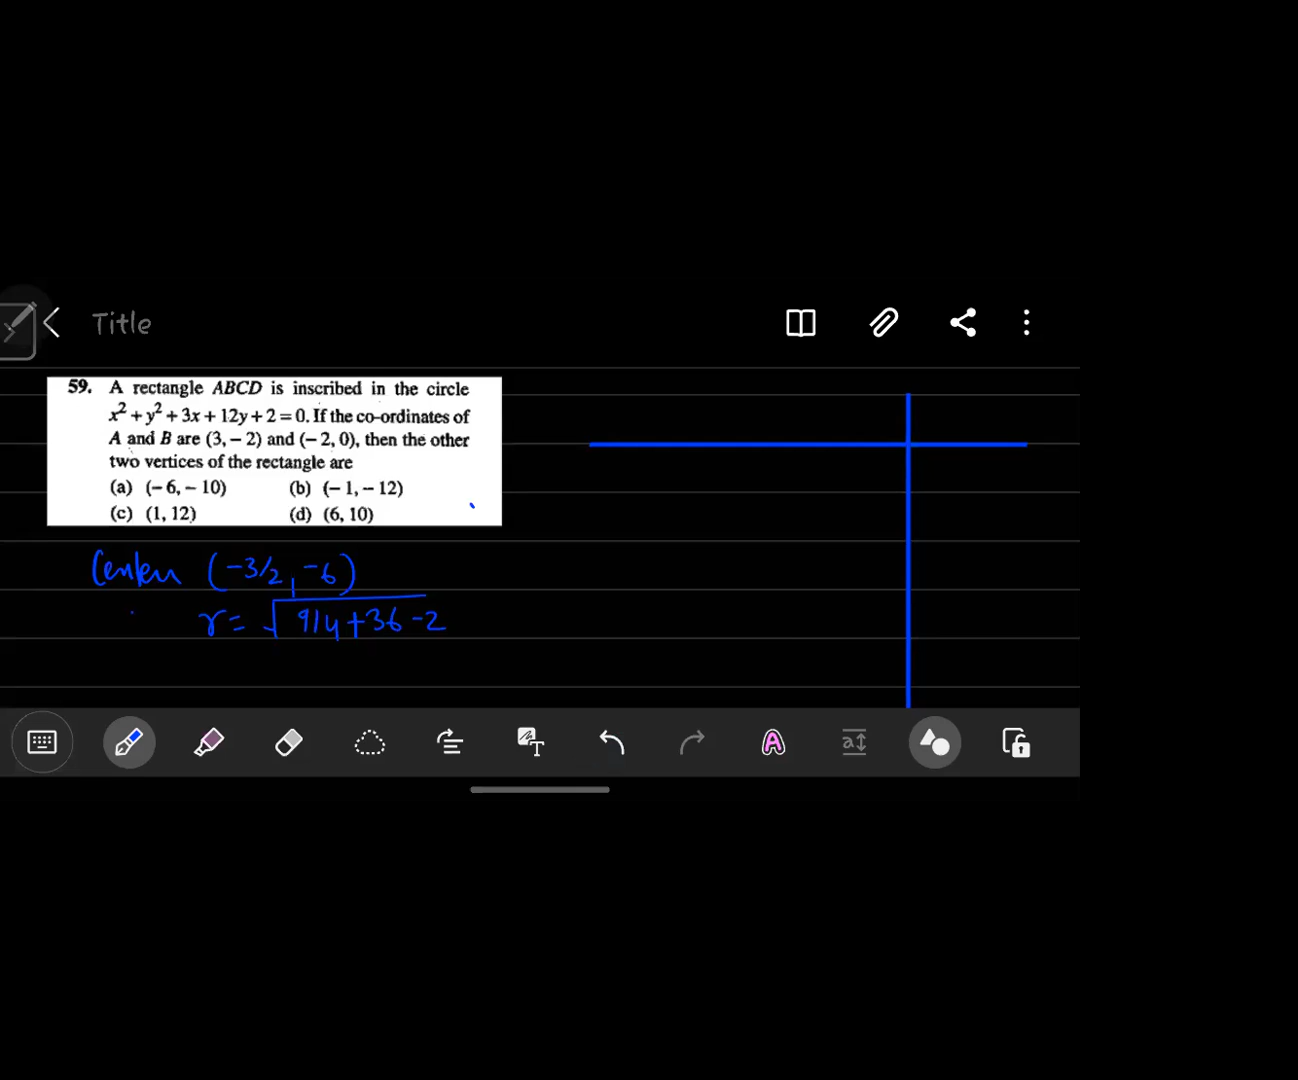 Title
59. A rectangle ABCD is inscribed in the circle
x² + y² + 3x + 12y + 2 = 0. If the co-ordinates of
A and B are (3, – 2) and (– 2, 0), then the other
two vertices of the rectangle are
(a) (– 6, – 10) (b) (– 1, – 12)
(c) (1, 12) (d) (6, 10)
Center (-3/2, -6)
r = √9/4+36-2
A
a
T